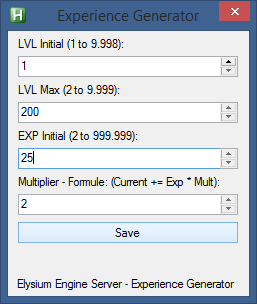 H
Experience Generator
LVL Initial (1 to 9.998):
1
LVL Max (2 to 9.999):
200
EXP Initial (2 to 999.999):
25
Multiplier - Formule: (Current += Exp * Mult):
2
Save
Elysium Engine Server - Experience Generator